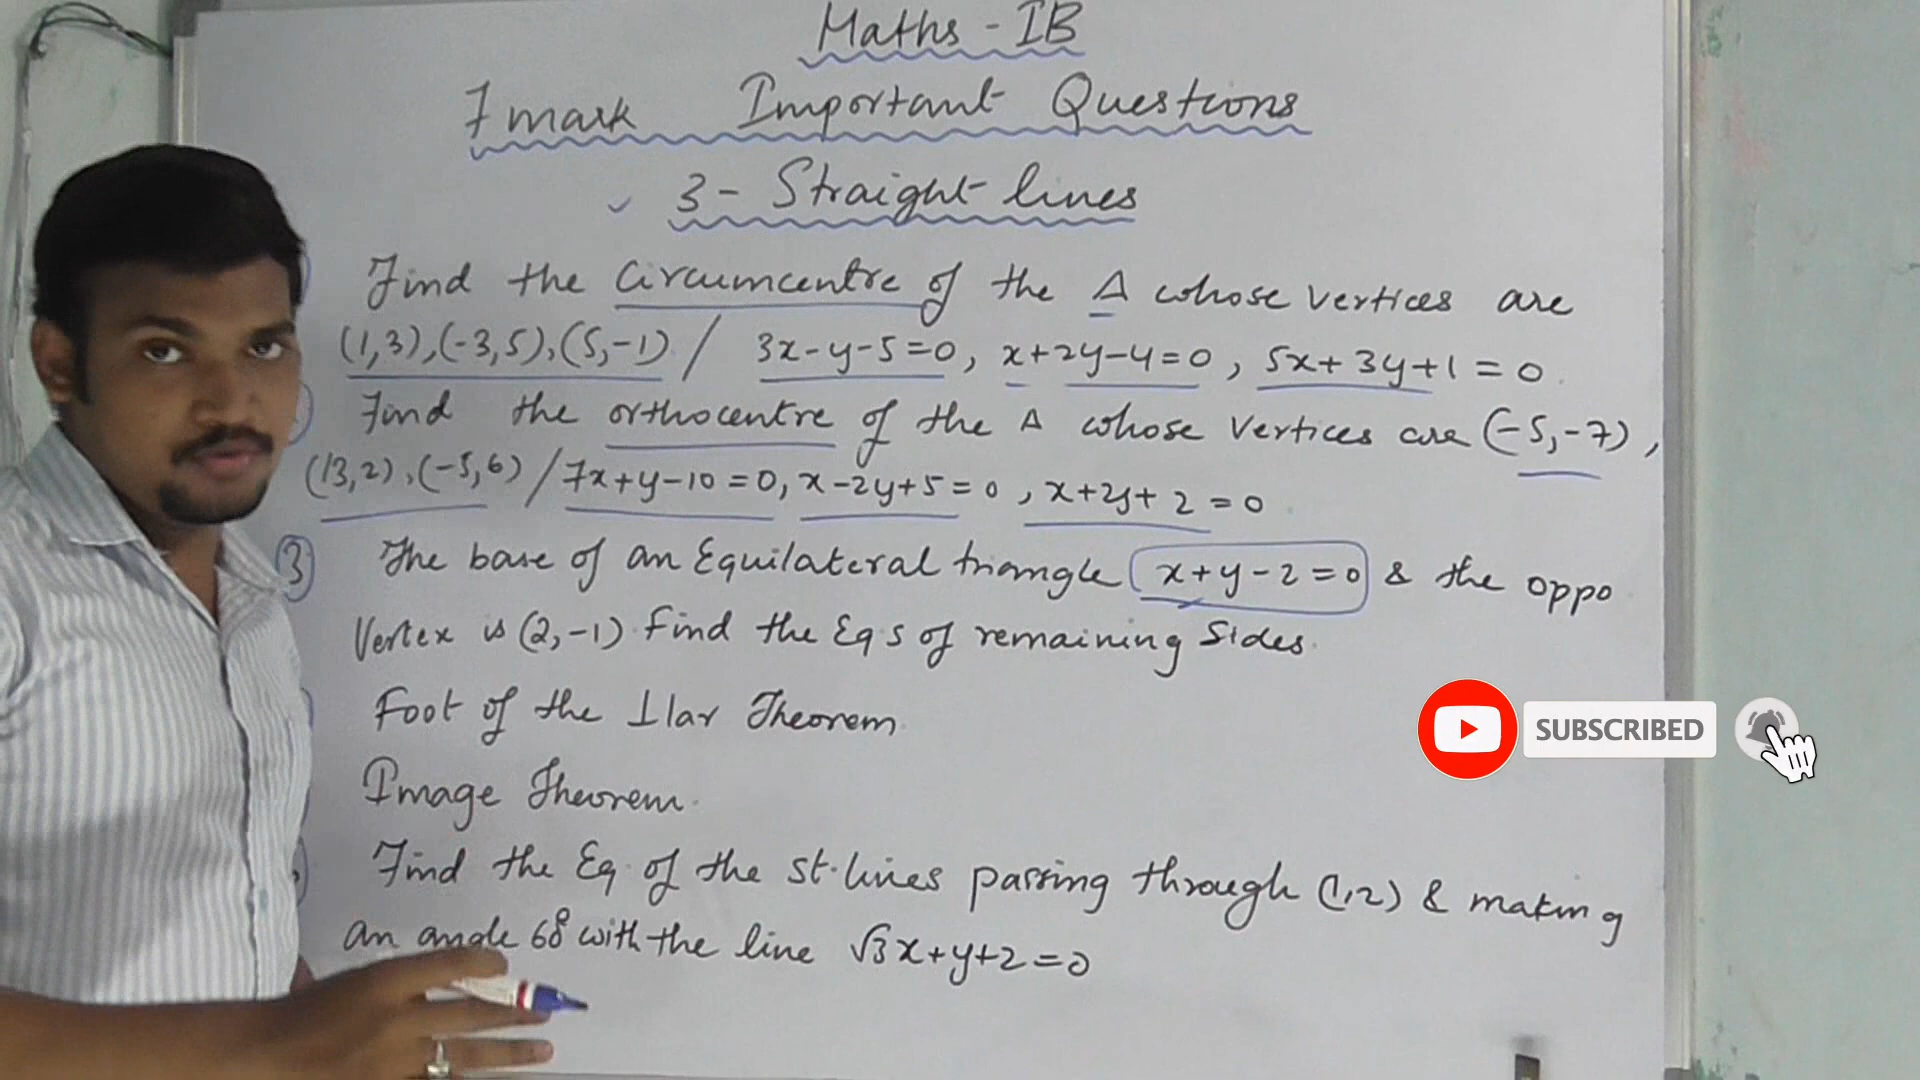 Maths - IB
7 mark Important Questions
3 - Straight lines
Find the Circumcentre of the Δ whose vertices are
(1,3),(-3,5),(5,-1) / 3x-y-5=0, x+2y-4=0, 5x+3y+1=0.
Find the orthocentre of the Δ whose vertices are (-5,-7),
(13,2),(-5,6) / 7x+y-10=0, x-2y+5=0, x+2y+2=0
3 The base of an Equilateral triangle x+y-2=0 & the oppo
Vertex is (2,-1) Find the Eqs of remaining Sides.
Foot of the ⊥lar Theorem.
Image Theorem.
Find the Eq. of the st.lines passing through (1,2) & making
an angle 60° with the line √3x+y+2=0
SUBSCRIBED